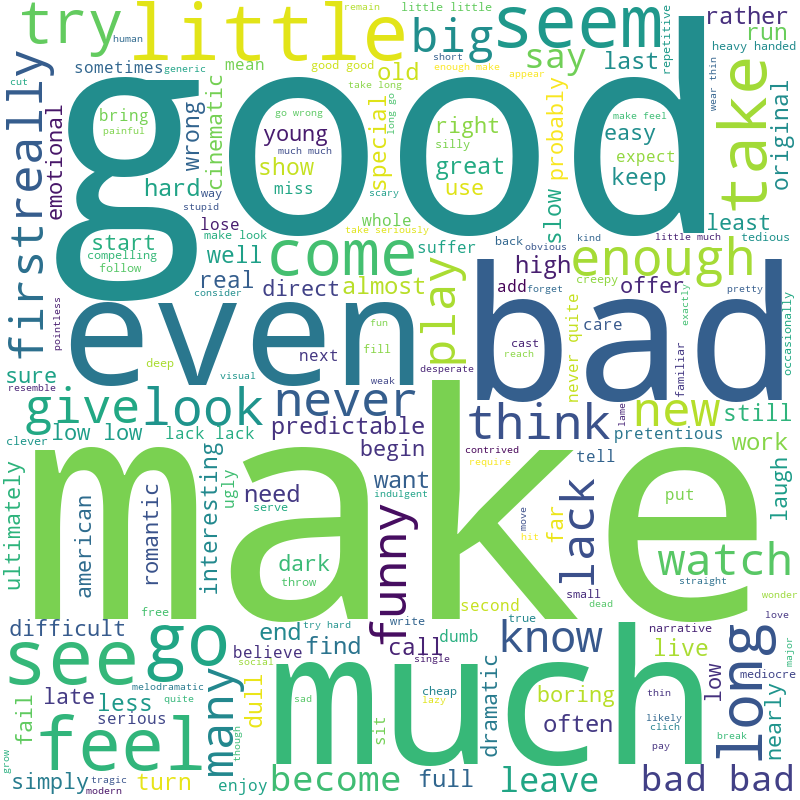 try
little
big
seem
rather
run
remain
little little
human
sometimes
generic
mean
cut
good good
old
short
enough make
appear
say
last
repetitive
heavy handed
good
bring
painful
cinematic
take long
go wrong
long go
make feel
wear thin
take
original
really
first
emotional
wrong
young
much much
special
right
silly
probably
easy
expect
keep
hard
show
miss
use
great
way
stupid
lose
scary
whole
take seriously
slow
least
start
compelling
follow
make look
well
come
suffer
back
obvious
kind
little much
tedious
enough
pointless
real
consider
direct
almost
play
high
add
forget
creepy
offer
exactly
pretty
occasionally
even
bad
deep
next
fun
fill
desperate
cast
reach
never quite
care
familiar
sure
resemble
visual
weak
lame
give
look
never
think
new
still
clever
low low
lack lack
predictable
contrived
pretentious
work
begin
require
tell
laugh
ultimately
american
romantic
interesting
ugly
need
serve
want
indulgent
make
funny
move
hit
far
lack
put
dark
throw
watch
straight
small
wonder
free
second
dead
love
difficult
try hard
write
true
end
find
call
dumb
know
narrative
live
major
see
go
believe
social
single
much
long
low
mediocre
melodramatic
late
less
many
dull
sad
cheap
lazy
dramatic
boring
thin
fail
serious
quite
though
sit
often
likely
clich
nearly
feel
break
pay
grow
simply
tragic
modern
turn
enjoy
become
full
leave
bad bad